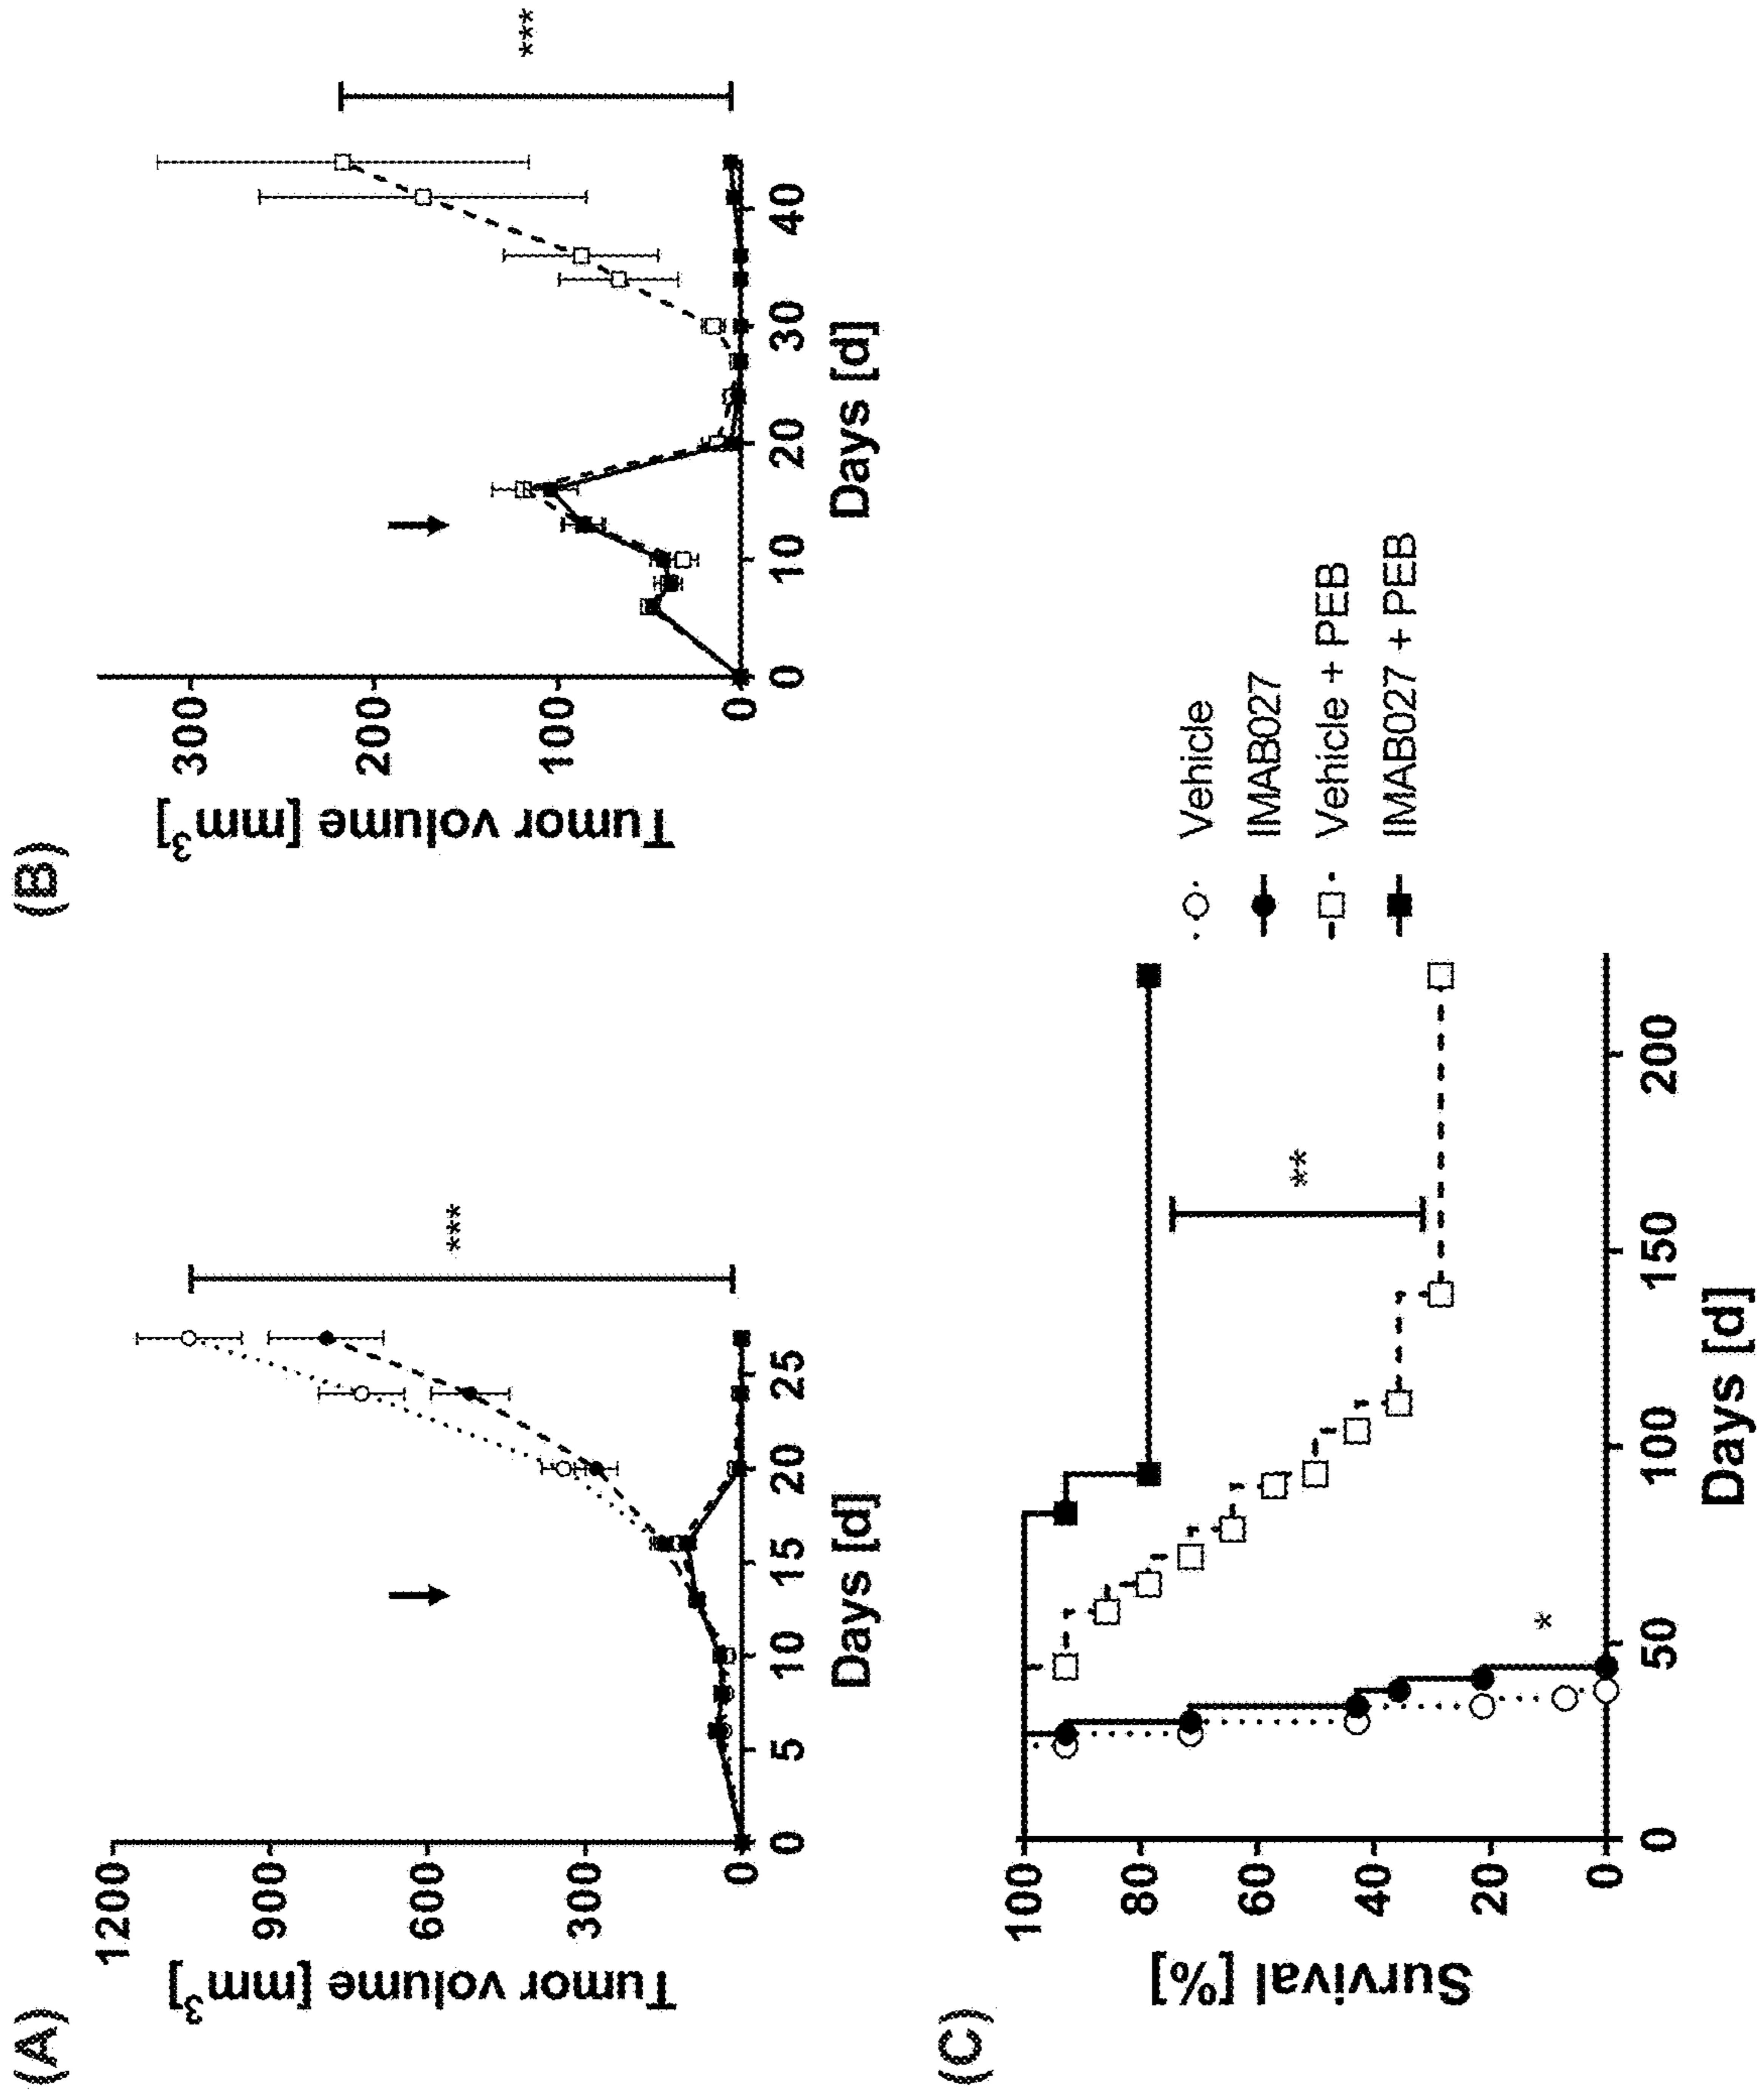 (A)
Tumor volume [mm³]
1200
900
600
300
0
0 5 10 15 20 25
Days [d]
***
(B)
Tumor volume [mm³]
300
200
100
0
0 10 20 30 40
Days [d]
***
(C)
Survival [%]
100
80
60
40
20
0
0 50 100 150 200
Days [d]
*
**
Vehicle
IMAB027
Vehicle + PEB
IMAB027 + PEB